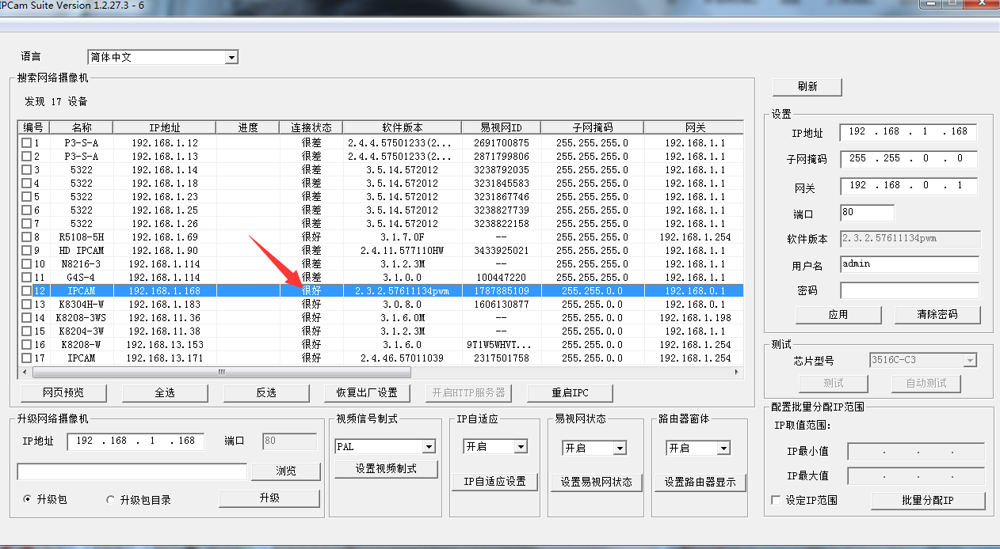 IPCam Suite Version 1.2.27.3 - 6
语言 简体中文
搜索网络摄像机
发现 17 设备
编号 名称 IP地址 进度 连接状态 软件版本 易视网ID 子网掩码 网关
1 P3-S-A 192.168.1.12 很差 2.4.4.57501233(2... 2691700875 255.255.255.0 192.168.1.1
2 P3-S-A 192.168.1.13 很差 2.4.4.57501233(2... 2871799806 255.255.255.0 192.168.1.1
3 5322 192.168.1.14 很差 3.5.14.572012 3238792035 255.255.255.0 192.168.1.1
4 5322 192.168.1.18 很差 3.5.14.572012 3231845583 255.255.255.0 192.168.1.1
5 5322 192.168.1.23 很差 3.5.14.572012 3231867746 255.255.255.0 192.168.1.1
6 5322 192.168.1.25 很差 3.5.14.572012 3238827739 255.255.255.0 192.168.1.1
7 5322 192.168.1.26 很差 3.5.14.572012 3238822158 255.255.255.0 192.168.1.1
8 R5108-5H 192.168.1.69 很好 3.1.7.0F -- 255.255.255.0 192.168.1.254
9 HD IPCAM 192.168.1.90 很差 2.4.11.577110HW 3433925021 255.255.255.0 192.168.1.1
10 N8216-3 192.168.1.114 很差 3.1.2.3M -- 255.255.255.0 192.168.1.1
11 G4S-4 192.168.1.114 很差 3.1.0.0 100447220 255.255.255.0 192.168.1.1
12 IPCAM 192.168.1.168 很好 2.3.2.57611134pwm 1787885109 255.255.0.0 192.168.0.1
13 K8304H-W 192.168.1.183 很好 3.0.8.0 1606130877 255.255.0.0 192.168.1.1
14 K8208-3WS 192.168.11.36 很好 3.1.6.0M -- 255.255.0.0 192.168.1.198
15 K8204-3W 192.168.11.38 很好 3.1.2.3M -- 255.255.0.0 192.168.1.1
16 K8208-W 192.168.13.153 很好 3.1.6.0 9T1W5WHVT... 255.255.0.0 192.168.1.254
17 IPCAM 192.168.13.171 很好 2.4.46.57011039 2317501758 255.255.0.0 192.168.1.254
网页预览 全选 反选 恢复出厂设置 开启HTTP服务器 重启IPC
升级网络摄像机
IP地址 192 .168 . 1 .168 端口 80
浏览
升级包 升级包目录 升级
视频信号制式
PAL
设置视频制式
IP自适应
开启
IP自适应设置
易视网状态
开启
设置易视网状态
路由器窗体
开启
设置路由器显示
刷新
设置
IP地址 192 .168 . 1 .168
子网掩码 255 .255 . 0 . 0
网关 192 .168 . 0 . 1
端口 80
软件版本 2.3.2.57611134pwm
用户名 admin
密码
应用 清除密码
测试
芯片型号 3516C-C3
测试 自动测试
配置批量分配IP范围
IP取值范围:
IP最小值 . . .
IP最大值 . . .
设定IP范围 批量分配IP